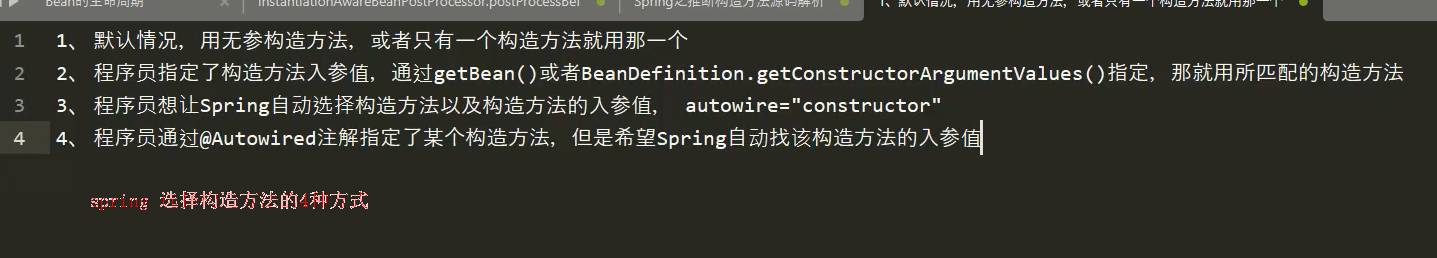 Bean的生命周期
InstantiationAwareBeanPostProcessor.postProcessBef
Spring之推断构造方法源码解析
1、默认情况，用无参构造方法，或者只有一个构造方法就用那一个
1 1、 默认情况，用无参构造方法，或者只有一个构造方法就用那一个
2 2、 程序员指定了构造方法入参值，通过getBean()或者BeanDefinition.getConstructorArgumentValues()指定，那就用所匹配的构造方法
3 3、 程序员想让Spring自动选择构造方法以及构造方法的入参值， autowire="constructor"
4 4、 程序员通过@Autowired注解指定了某个构造方法，但是希望Spring自动找该构造方法的入参值
spring 选择构造方法的4种方式